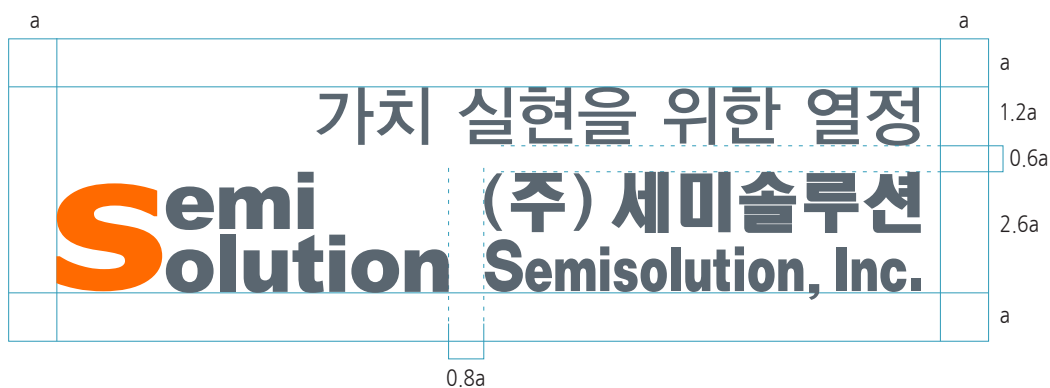 a a
a
가치 실현을 위한 열정 1.2a
0.6a
Semi (주) 세미솔루션 2.6a
Solution Semisolution, Inc.
a
0.8a